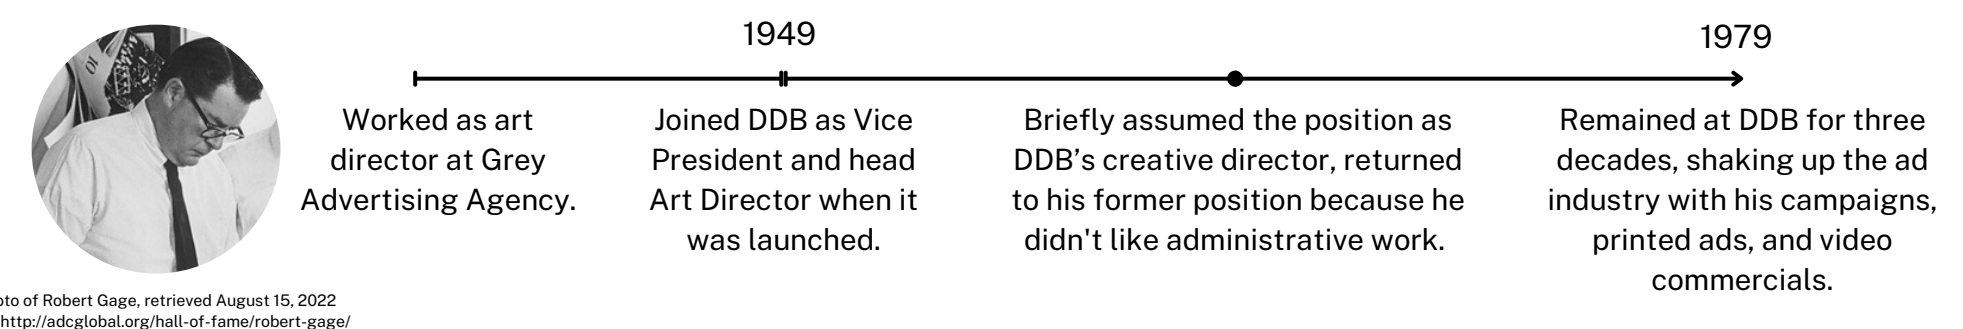 1949
1979
Worked as art
director at Grey
Advertising Agency.
Joined DDB as Vice
President and head
Art Director when it
was launched.
Briefly assumed the position as
DDB’s creative director, returned
to his former position because he
didn't like administrative work.
Remained at DDB for three
decades, shaking up the ad
industry with his campaigns,
printed ads, and video
commercials.
oto of Robert Gage, retrieved August 15, 2022
http://adcglobal.org/hall-of-fame/robert-gage/